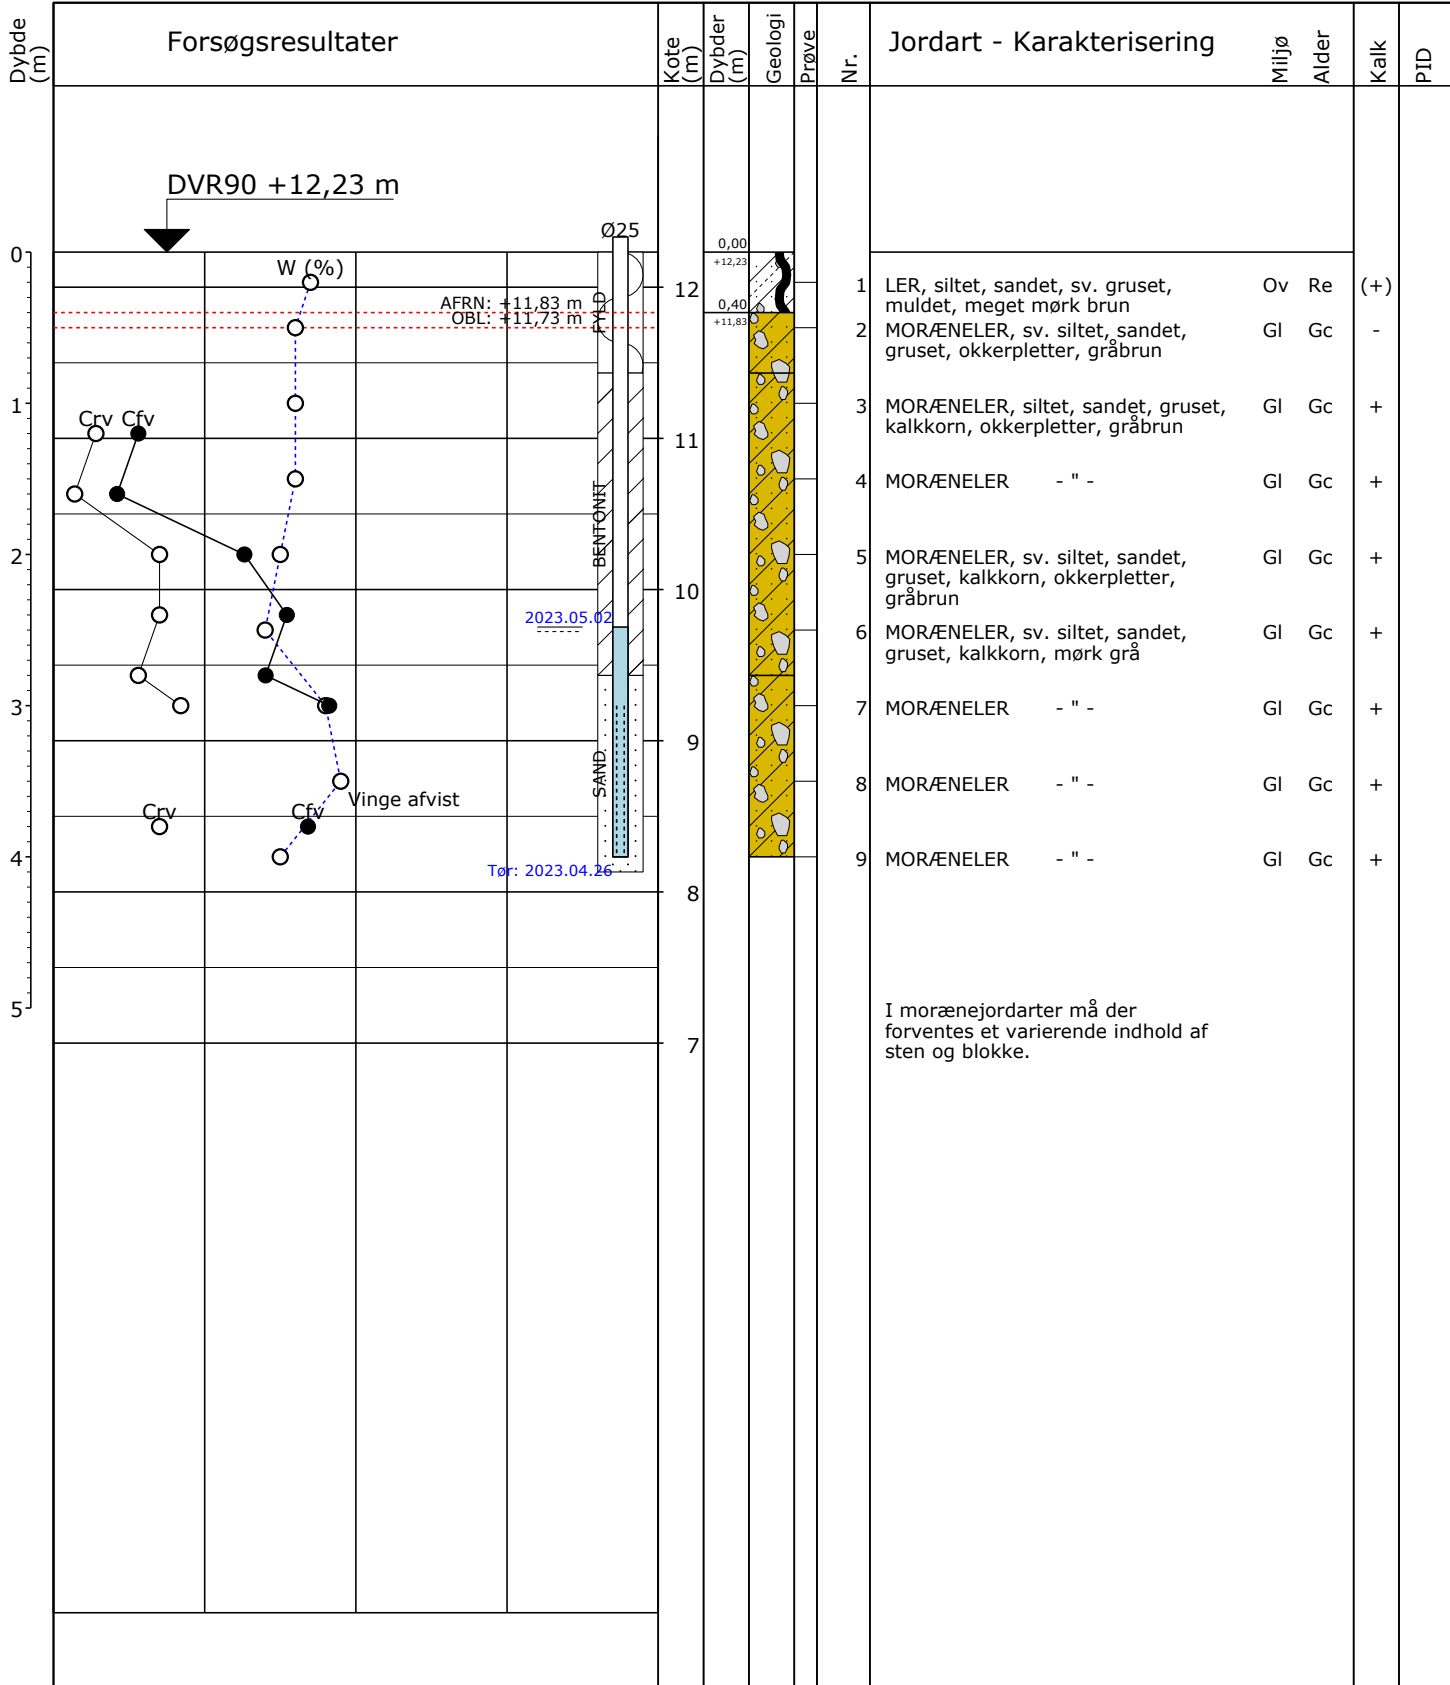 Dybde
(m)
Forsøgsresultater
Kote
(m)
Dybder
(m)
Geologi
Prøve
Nr.
Jordart - Karakterisering
Miljø
Alder
Kalk
PID
DVR90 +12,23 m
Ø25
0
W (%)
0,00
+12,23
12
1 LER, siltet, sandet, sv. gruset, Ov Re (+)
muldet, meget mørk brun
AFRN: +11,83 m
OBL: +11,73 m
FYLD
0,40
+11,83
2 MORÆNELER, sv. siltet, sandet, Gl Gc -
gruset, okkerpletter, gråbrun
1
Crv Cfv
11
3 MORÆNELER, siltet, sandet, gruset, Gl Gc +
kalkkorn, okkerpletter, gråbrun
4 MORÆNELER - " - Gl Gc +
BENTONIT
2
10
5 MORÆNELER, sv. siltet, sandet, Gl Gc +
gruset, kalkkorn, okkerpletter,
gråbrun
2023.05.02
6 MORÆNELER, sv. siltet, sandet, Gl Gc +
gruset, kalkkorn, mørk grå
3
7 MORÆNELER - " - Gl Gc +
9
SAND
8 MORÆNELER - " - Gl Gc +
Vinge afvist
Crv Cfv
4
9 MORÆNELER - " - Gl Gc +
Tør: 2023.04.26
8
5
7
I morænejordarter må der
forventes et varierende indhold af
sten og blokke.